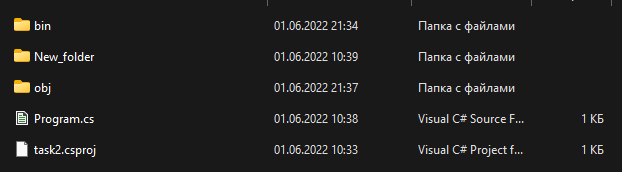 bin 01.06.2022 21:34 Папка с файлами
New_folder 01.06.2022 10:39 Папка с файлами
obj 01.06.2022 21:37 Папка с файлами
Program.cs 01.06.2022 10:38 Visual C# Source F... 1 КБ
task2.csproj 01.06.2022 10:33 Visual C# Project f... 1 КБ